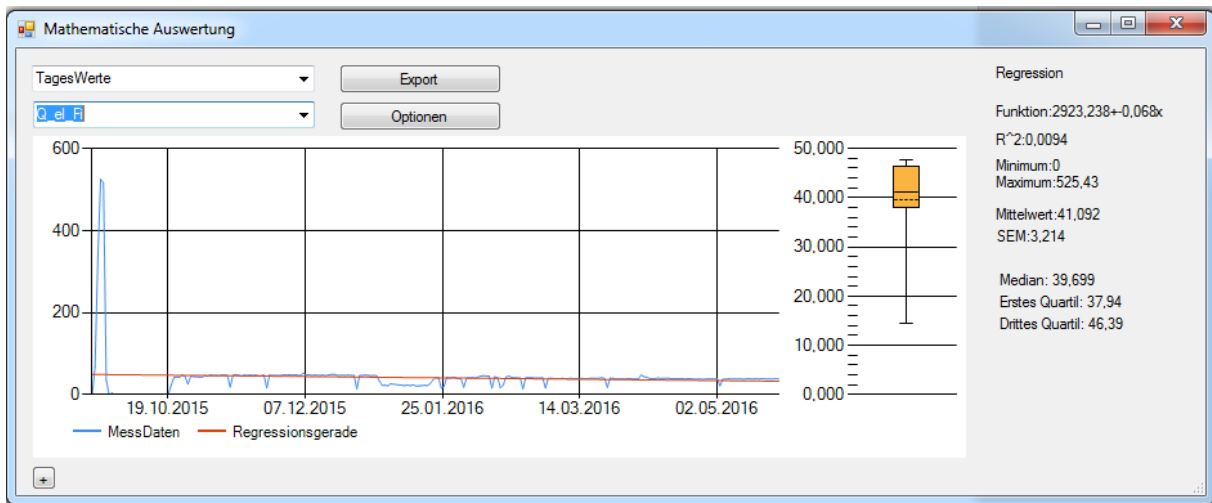 Mathematische Auswertung
TagesWerte
Export
Q_el_Fi
Optionen
600
400
200
0
19.10.2015
07.12.2015
25.01.2016
14.03.2016
02.05.2016
MessDaten
Regressionsgerade
50,000
40,000
30,000
20,000
10,000
0,000
Regression
Funktion:2923,238+-0,068x
R^2:0,0094
Minimum:0
Maximum:525,43
Mittelwert:41,092
SEM:3,214
Median: 39,699
Erstes Quartil: 37,94
Drittes Quartil: 46,39
+